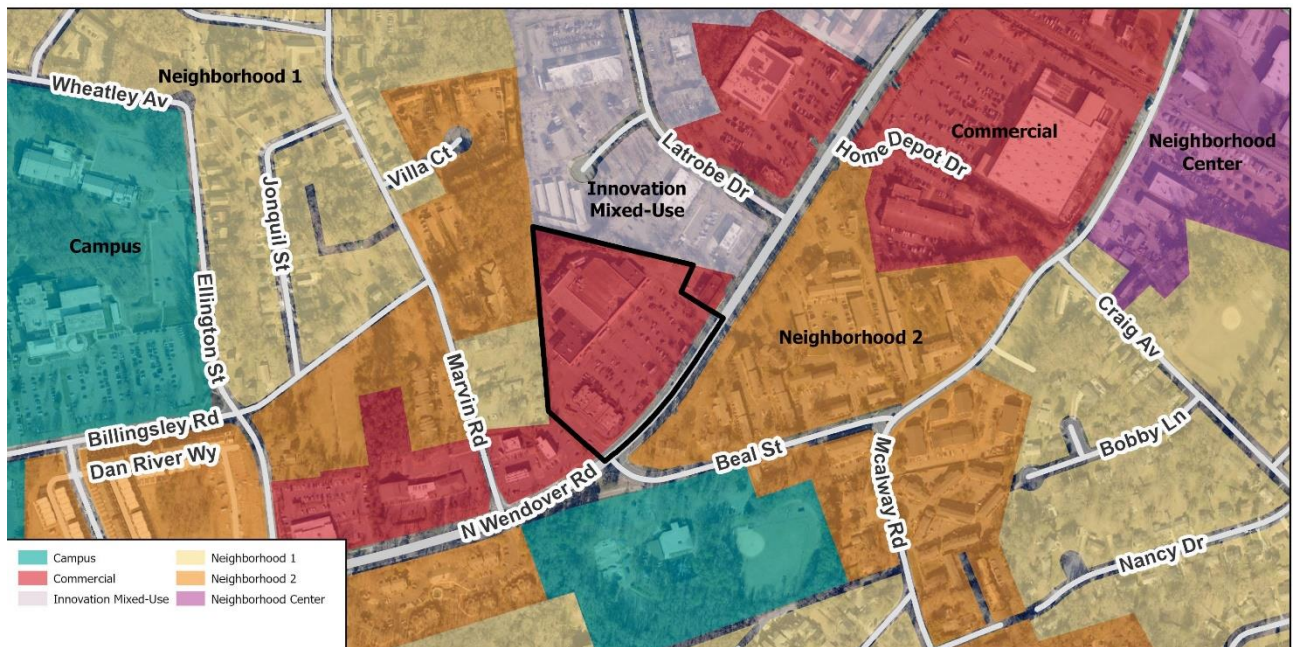 Neighborhood 1
Wheatley Av
Villa Ct
Jonquil St
Campus
Ellington St
Marvin Rd
Billingsley Rd
Dan River Wy
Latrobe Dr
Innovation
Mixed-Use
Home Depot Dr
Commercial
Neighborhood
Center
Neighborhood 2
Craig Av
Bobby Ln
Beal St
N Wendover Rd
Mcalway Rd
Nancy Dr
Campus
Commercial
Innovation Mixed-Use
Neighborhood 1
Neighborhood 2
Neighborhood Center